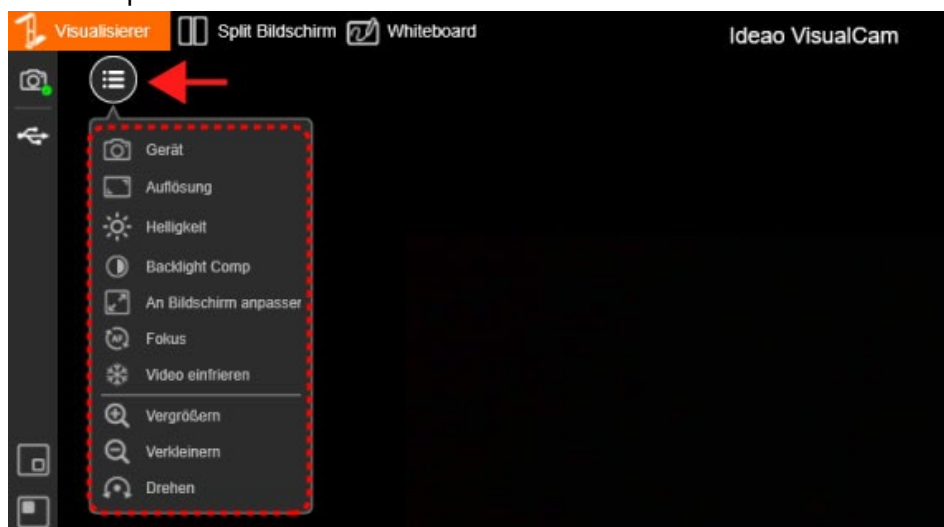 Visualisierer Split Bildschirm Whiteboard Ideao VisualCam
Gerät
Auflösung
Helligkeit
Backlight Comp
An Bildschirm anpasser
AF Fokus
Video einfrieren
Vergrößern
Verkleinern
Drehen